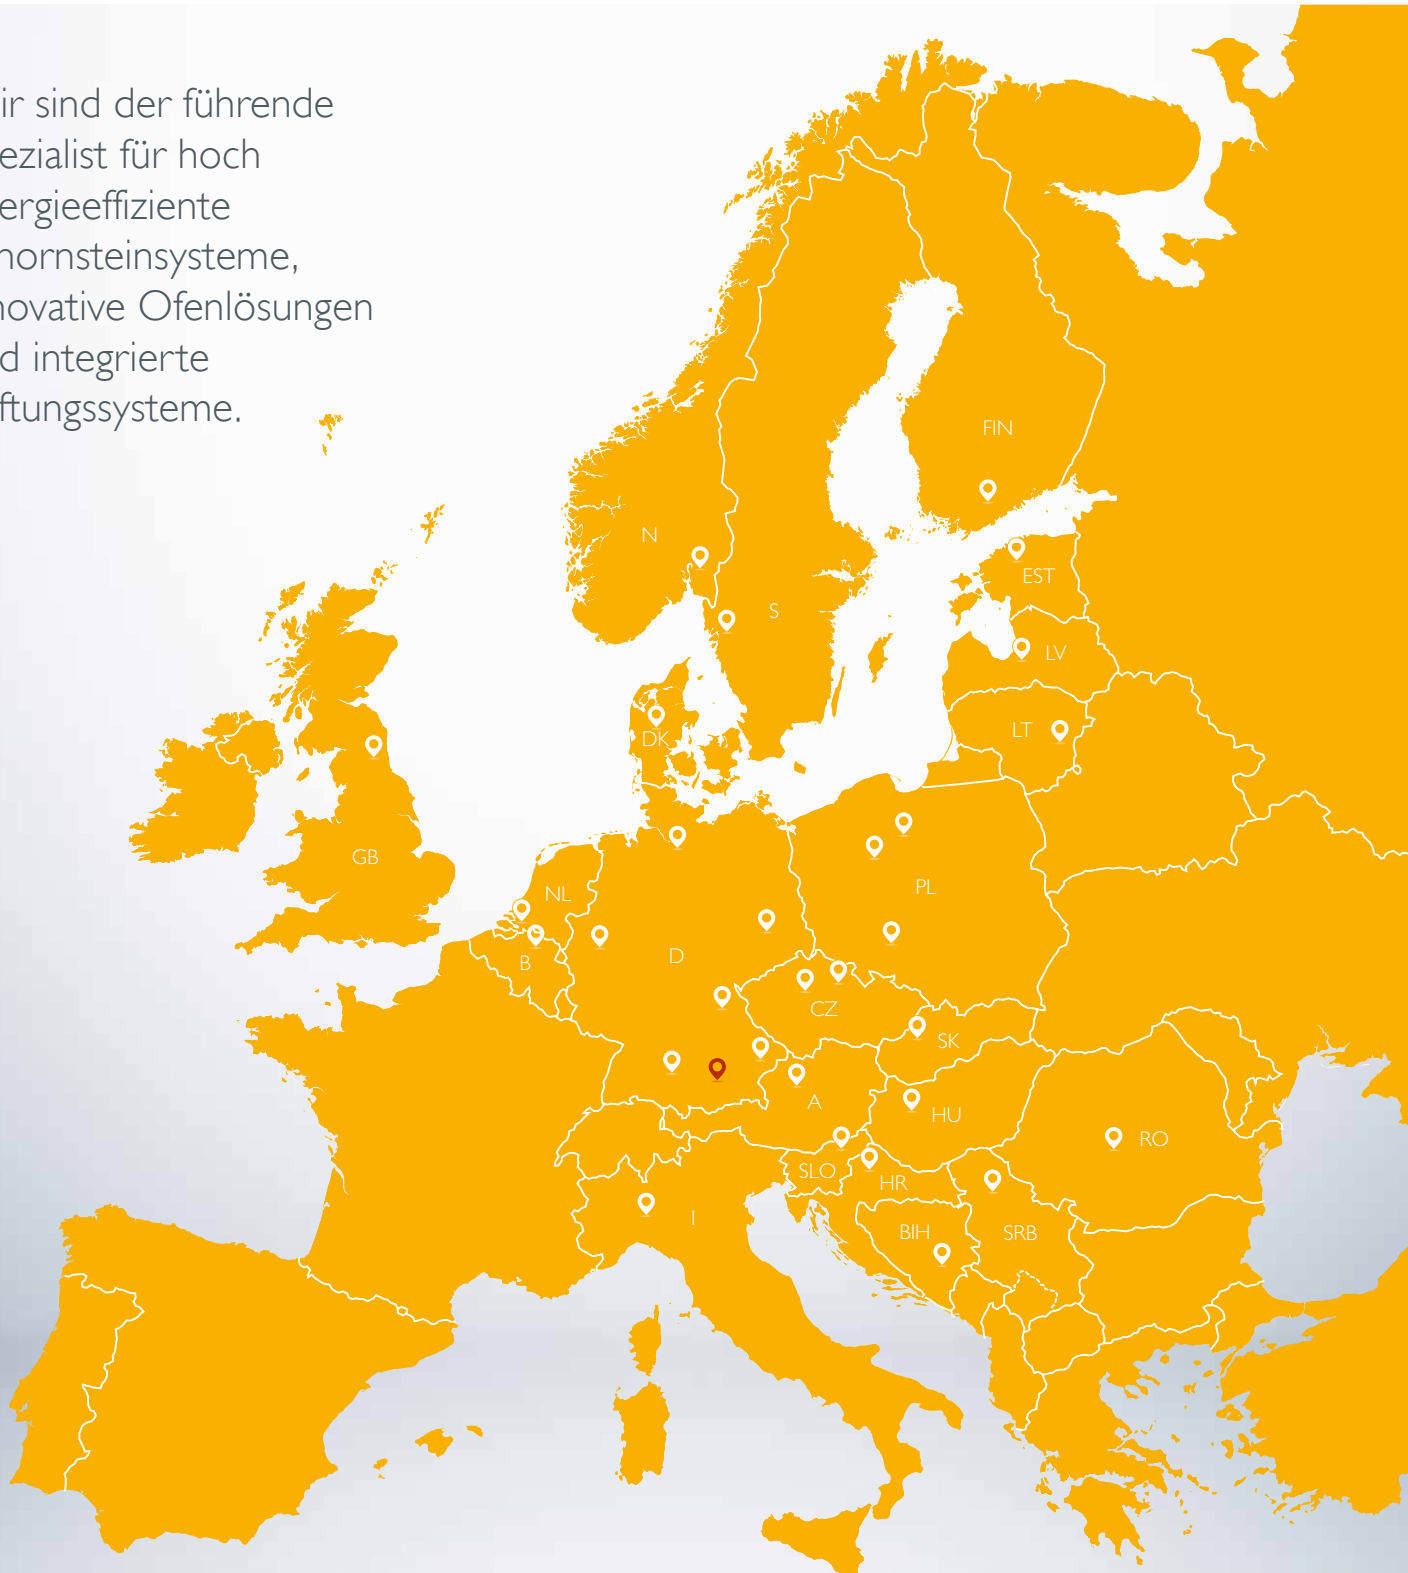 ir sind der führende
ezialist für hoch
ergieeffiziente
hornsteinsysteme,
novative Ofenlösungen
d integrierte
ftungssysteme.
FIN
N
EST
S
LV
LT
DK
GB
PL
NL
D
B
CZ
SK
A
HU
RO
SLO
HR
I
BIH
SRB